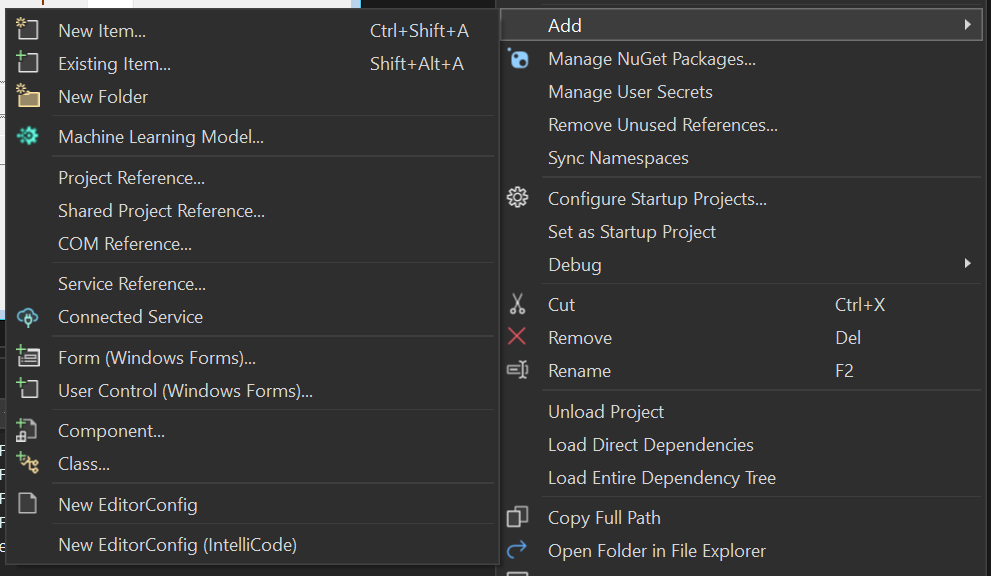 New Item... Ctrl+Shift+A
Existing Item... Shift+Alt+A
New Folder
Machine Learning Model...
Project Reference...
Shared Project Reference...
COM Reference...
Service Reference...
Connected Service
Form (Windows Forms)...
User Control (Windows Forms)...
Component...
Class...
New EditorConfig
New EditorConfig (IntelliCode)
Add
Manage NuGet Packages...
Manage User Secrets
Remove Unused References...
Sync Namespaces
Configure Startup Projects...
Set as Startup Project
Debug
Cut Ctrl+X
Remove Del
Rename F2
Unload Project
Load Direct Dependencies
Load Entire Dependency Tree
Copy Full Path
Open Folder in File Explorer